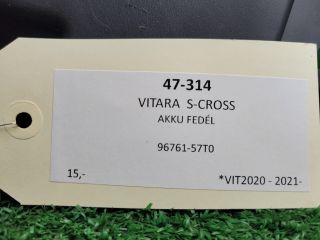 47-314
VITARA S-CROSS
AKKU FEDÉL
96761-57T0
15,-
*VIT2020 - 2021-